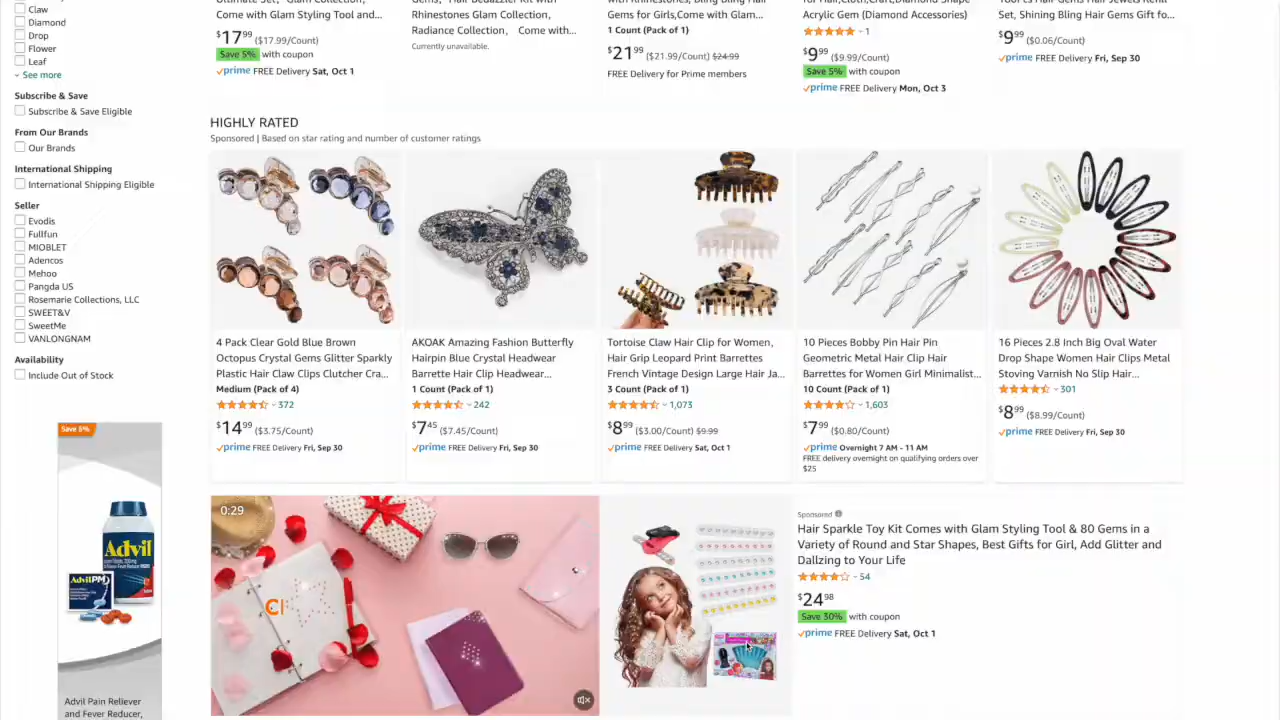 Claw
Diamond
Drop
Flower
Leaf
See more
Subscribe & Save
Subscribe & Save Eligible
From Our Brands
Our Brands
International Shipping
International Shipping Eligible
Seller
Evodis
Fullfun
MIOBLET
Adencos
Mehoo
Pangda US
Rosemarie Collections, LLC
SWEET&V
SweetMe
VANLONGNAM
Availability
Include Out of Stock
Save 5%
Advil
AdvilPM
Advil Pain Reliever
and Fever Reducer,
Come with Glam Styling Tool and...
$17.99 ($17.99/Count)
Save 5% with coupon
prime FREE Delivery Sat, Oct 1
Rhinestones Glam Collection,
Radiance Collection, Come with...
Currently unavailable.
Gems for Girls,Come with Glam...
1 Count (Pack of 1)
$21.99 ($21.99/Count) $24.99
FREE Delivery for Prime members
Acrylic Gem (Diamond Accessories)
1
$9.99 ($9.99/Count)
Save 5% with coupon
prime FREE Delivery Mon, Oct 3
Set, Shining Bling Hair Gems Gift fo...
$9.99 ($0.06/Count)
prime FREE Delivery Fri, Sep 30
HIGHLY RATED
Sponsored | Based on star rating and number of customer ratings
4 Pack Clear Gold Blue Brown
Octopus Crystal Gems Glitter Sparkly
Plastic Hair Claw Clips Clutcher Cra...
Medium (Pack of 4)
372
$14.99 ($3.75/Count)
prime FREE Delivery Fri, Sep 30
AKOAK Amazing Fashion Butterfly
Hairpin Blue Crystal Headwear
Barrette Hair Clip Headwear...
1 Count (Pack of 1)
242
$7.45 ($7.45/Count)
prime FREE Delivery Fri, Sep 30
Tortoise Claw Hair Clip for Women,
Hair Grip Leopard Print Barrettes
French Vintage Design Large Hair Ja...
3 Count (Pack of 1)
1,073
$8.99 ($3.00/Count) $9.99
prime FREE Delivery Sat, Oct 1
10 Pieces Bobby Pin Hair Pin
Geometric Metal Hair Clip Hair
Barrettes for Women Girl Minimalist...
10 Count (Pack of 1)
1,603
$7.99 ($0.80/Count)
prime Overnight 7 AM - 11 AM
FREE delivery overnight on qualifying orders over
$25
16 Pieces 2.8 Inch Big Oval Water
Drop Shape Women Hair Clips Metal
Stoving Varnish No Slip Hair...
301
$8.99 ($8.99/Count)
prime FREE Delivery Fri, Sep 30
0:29
Cl
Sponsored
Hair Sparkle Toy Kit Comes with Glam Styling Tool & 80 Gems in a
Variety of Round and Star Shapes, Best Gifts for Girl, Add Glitter and
Dallzing to Your Life
54
$24.98
Save 30% with coupon
prime FREE Delivery Sat, Oct 1